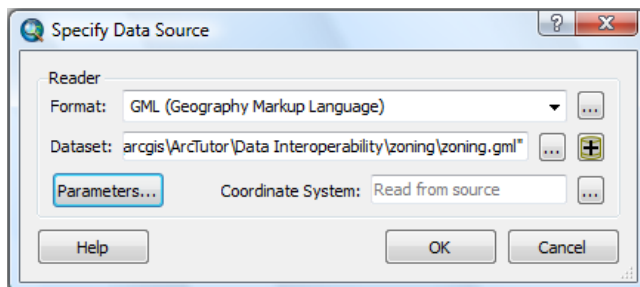 Specify Data Source
Reader
Format: GML (Geography Markup Language) ...
Dataset: arcgis\ArcTutor\Data Interoperability\zoning\zoning.gml" ...
Parameters... Coordinate System: Read from source ...
Help OK Cancel